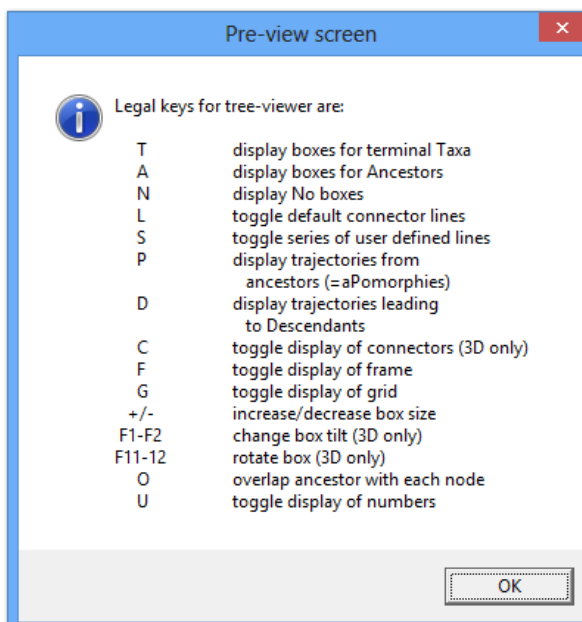 Pre-view screen
Legal keys for tree-viewer are:
T display boxes for terminal Taxa
A display boxes for Ancestors
N display No boxes
L toggle default connector lines
S toggle series of user defined lines
P display trajectories from
ancestors (=aPomorphies)
D display trajectories leading
to Descendants
C toggle display of connectors (3D only)
F toggle display of frame
G toggle display of grid
+/- increase/decrease box size
F1-F2 change box tilt (3D only)
F11-12 rotate box (3D only)
O overlap ancestor with each node
U toggle display of numbers
OK